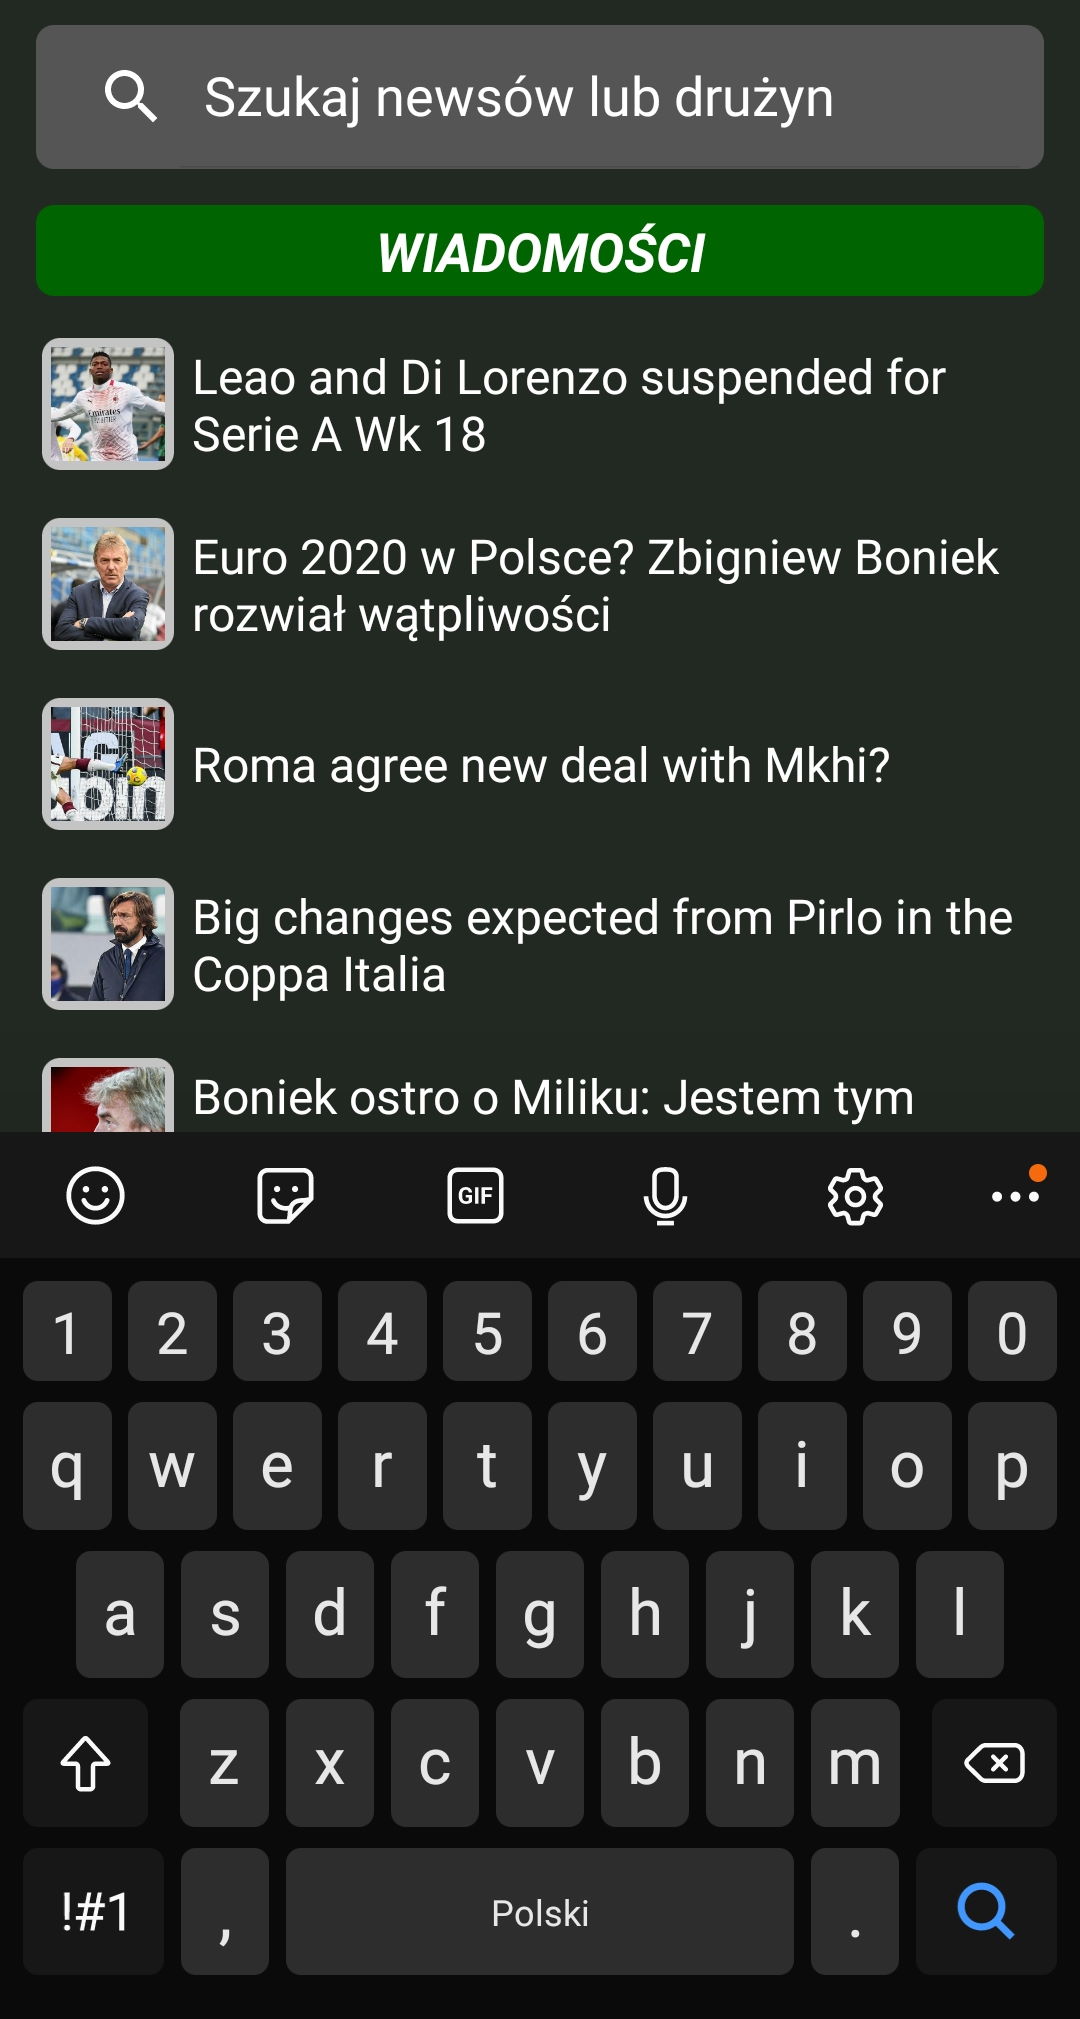 Szukaj newsów lub drużyn
WIADOMOŚCI
Leao and Di Lorenzo suspended for
Serie A Wk 18
Euro 2020 w Polsce? Zbigniew Boniek
rozwiał wątpliwości
Roma agree new deal with Mkhi?
Big changes expected from Pirlo in the
Coppa Italia
Boniek ostro o Miliku: Jestem tym
GIF
1 2 3 4 5 6 7 8 9 0
q w e r t y u i o p
a s d f g h j k l
z x c v b n m
!#1 , Polski .